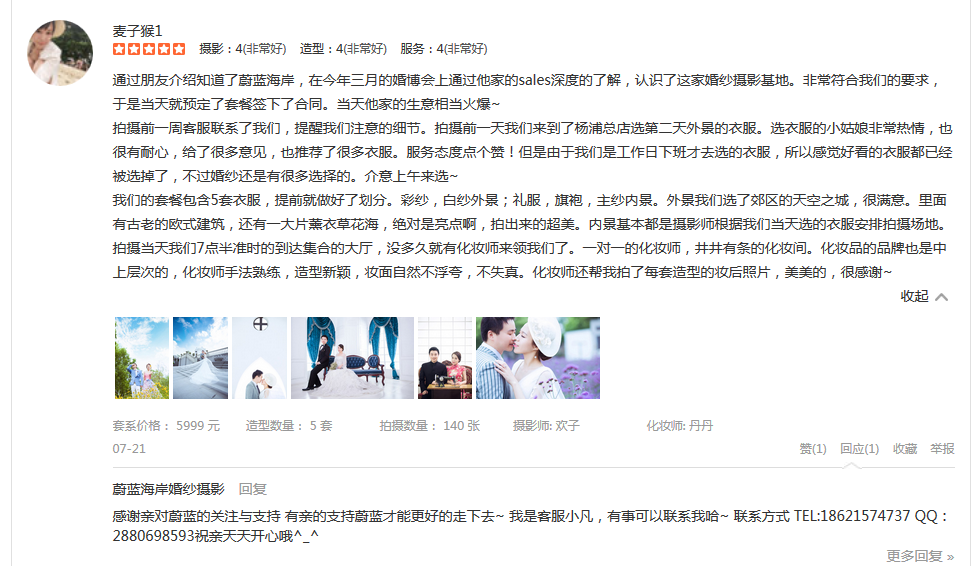 麦子猴1
摄影：4(非常好) 造型：4(非常好) 服务：4(非常好)
通过朋友介绍知道了蔚蓝海岸，在今年三月的婚博会上通过他家的sales深度的了解，认识了这家婚纱摄影基地。非常符合我们的要求，
于是当天就预定了套餐签下了合同。当天他家的生意相当火爆~
拍摄前一周客服联系了我们，提醒我们注意的细节。拍摄前一天我们来到了杨浦总店选第二天外景的衣服。选衣服的小姑娘非常热情，也
很有耐心，给了很多意见，也推荐了很多衣服。服务态度点个赞！但是由于我们是工作日下班才去选的衣服，所以感觉好看的衣服都已经
被选掉了，不过婚纱还是有很多选择的。介意上午来选~
我们的套餐包含5套衣服，提前就做好了划分。彩纱，白纱外景；礼服，旗袍，主纱内景。外景我们选了郊区的天空之城，很满意。里面
有古老的欧式建筑，还有一大片薰衣草花海，绝对是亮点啊，拍出来的超美。内景基本都是摄影师根据我们当天选的衣服安排拍摄场地。
拍摄当天我们7点半准时的到达集合的大厅，没多久就有化妆师来领我们了。一对一的化妆师，井井有条的化妆间。化妆品的品牌也是中
上层次的，化妆师手法熟练，造型新颖，妆面自然不浮夸，不失真。化妆师还帮我拍了每套造型的妆后照片，美美的，很感谢~
收起
套系价格： 5999 元 造型数量： 5 套 拍摄数量： 140 张 摄影师: 欢子 化妆师: 丹丹
07-21 赞(1) 回应(1) 收藏 举报
蔚蓝海岸婚纱摄影 回复
感谢亲对蔚蓝的关注与支持 有亲的支持蔚蓝才能更好的走下去~ 我是客服小凡，有事可以联系我哈~ 联系方式 TEL:18621574737 QQ：
2880698593祝亲天天开心哦^_^
更多回复 »